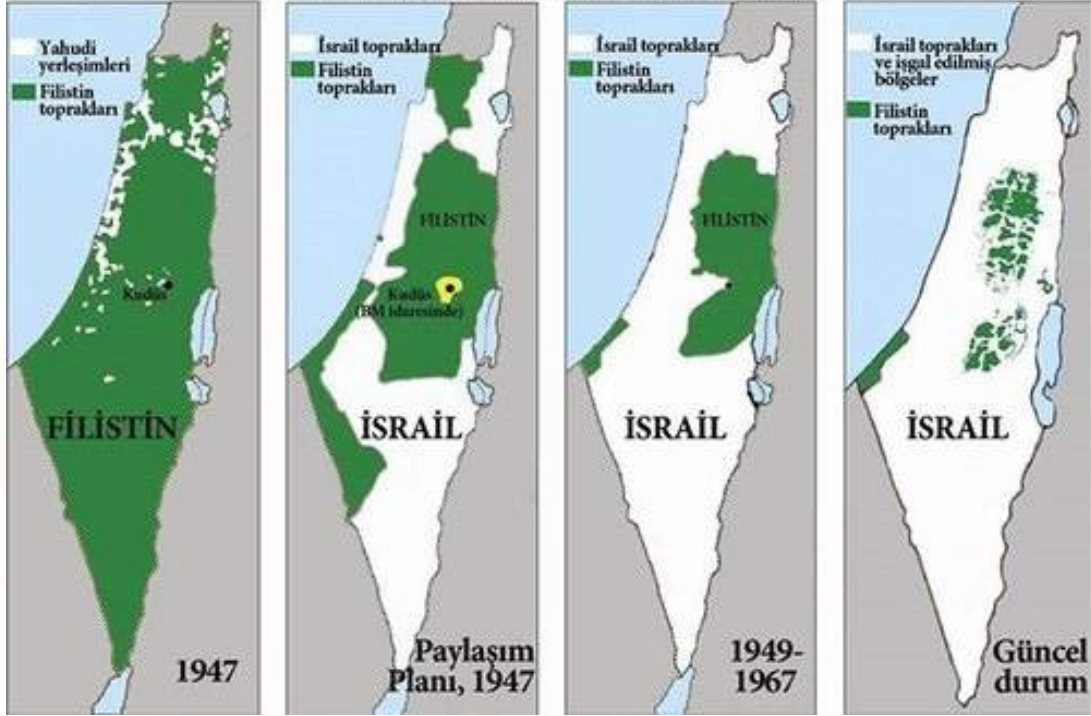 Yahudi
yerleşimleri
Filistin
toprakları
Kudüs
FİLİSTİN
1947
İsrail toprakları
Filistin
toprakları
FİLİSTİN
Kudüs
(BM idaresinde)
İSRAİL
Paylaşım
Planı, 1947
İsrail toprakları
Filistin
toprakları
FİLİSTİN
İSRAİL
1949-
1967
İsrail toprakları
ve işgal edilmiş
bölgeler
Filistin
toprakları
İSRAİL
Güncel
durum